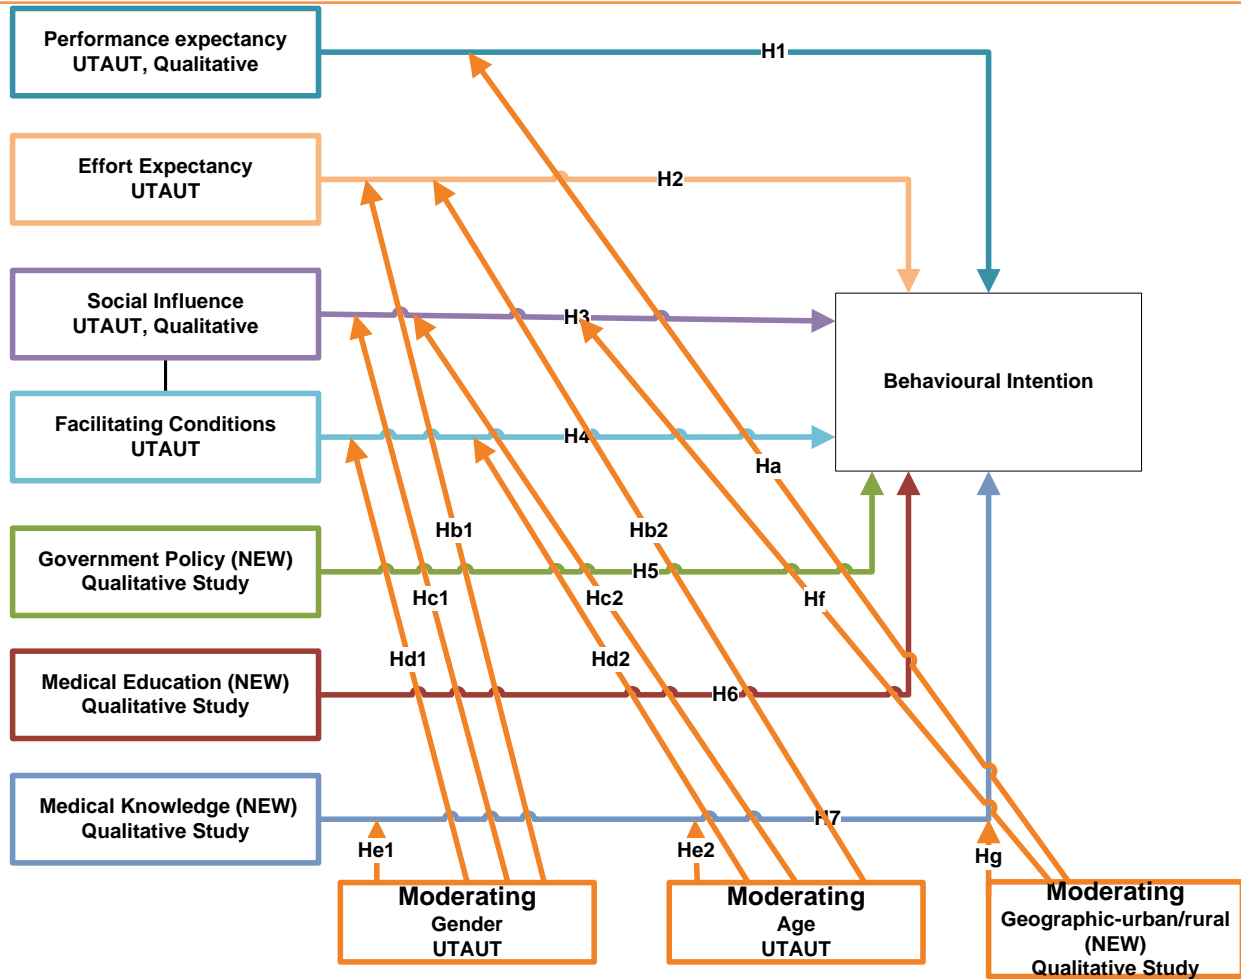 Performance expectancy
UTAUT, Qualitative
H1
Effort Expectancy
UTAUT
H2
Social Influence
UTAUT, Qualitative
H3
Behavioural Intention
Facilitating Conditions
UTAUT
H4
Ha
Hb1
Hb2
Government Policy (NEW)
Qualitative Study
H5
Hc1
Hc2
Hf
Hd1
Hd2
Medical Education (NEW)
Qualitative Study
H6
Medical Knowledge (NEW)
Qualitative Study
H7
He1
He2
Hg
Moderating
Gender
UTAUT
Moderating
Age
UTAUT
Moderating
Geographic-urban/rural
(NEW)
Qualitative Study